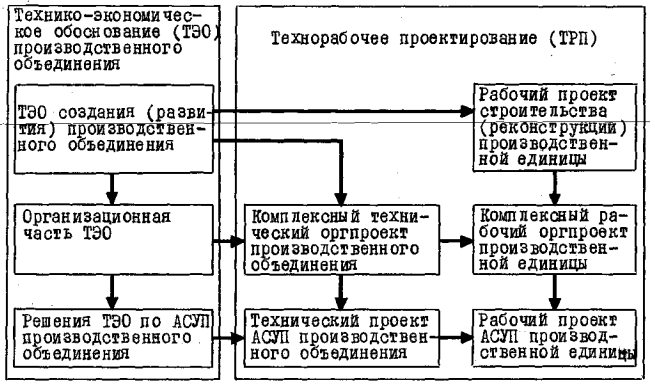 Технико-экономичес-
кое обоснование (ТЭО)
производственного
объединения
Технорабочее проектирование (ТРП)
ТЭО создания (разви-
тия) производствен-
ного объединения
Рабочий проект
строительства
(реконструкции)
производствен-
ной единицы
Организационная
часть ТЭО
Комплексный техни-
ческий оргпроект
производственного
объединения
Комплексный ра-
бочий оргпроект
производствен-
ной единицы
Решения ТЭО по АСУП
производственного
объединения
Технический проект
АСУП производствен-
ного объединения
Рабочий проект
АСУП производ-
ственной единицы